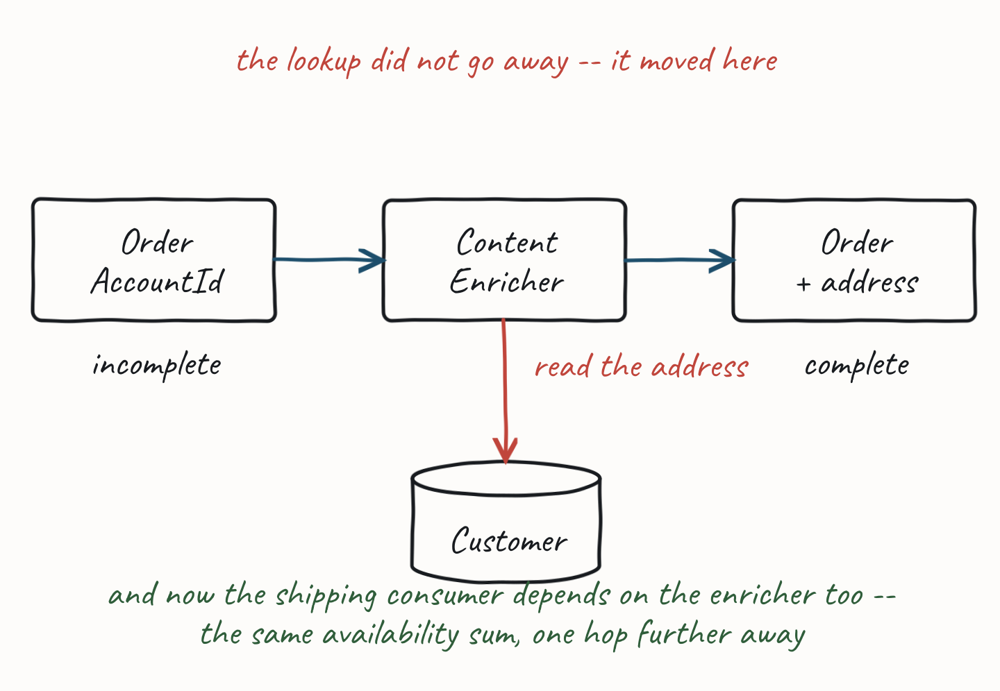 the lookup did not go away -- it moved here
Order
AccountId
Content
Enricher
Order
+ address
incomplete
read the address
complete
Customer
and now the shipping consumer depends on the enricher too --
the same availability sum, one hop further away